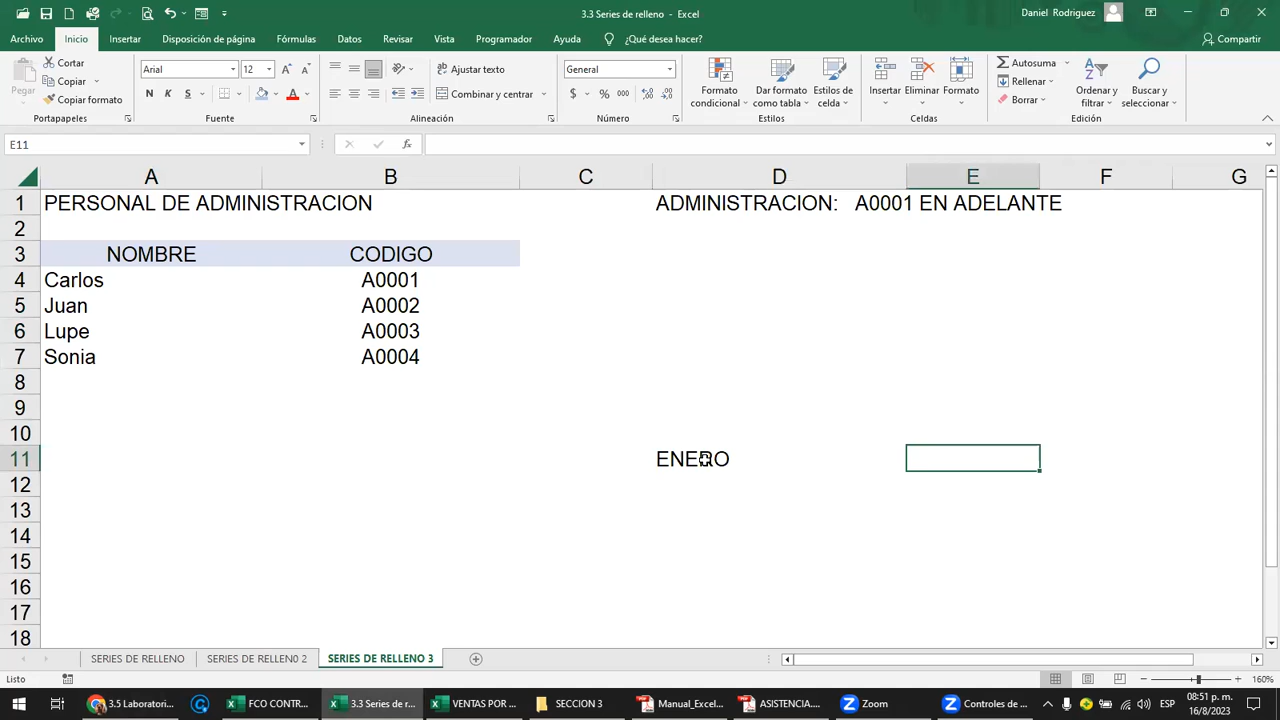 3.3 Series de relleno - Excel
Daniel Rodriguez
Archivo Inicio Insertar Disposición de página Fórmulas Datos Revisar Vista Programador Ayuda ¿Qué desea hacer? Compartir
Pegar
Cortar
Copiar
Copiar formato
Portapapeles
Arial 12
N K S
Fuente
Ajustar texto
Combinar y centrar
Alineación
General
$ % 000
Número
Formato condicional
Dar formato como tabla
Estilos de celda
Estilos
Insertar Eliminar Formato
Celdas
Autosuma
Rellenar
Borrar
Ordenar y filtrar
Buscar y seleccionar
Edición
E11 fx
A B C D E F G
1 PERSONAL DE ADMINISTRACION ADMINISTRACION: A0001 EN ADELANTE
2
3 NOMBRE CODIGO
4 Carlos A0001
5 Juan A0002
6 Lupe A0003
7 Sonia A0004
8
9
10
11 ENERO
12
13
14
15
16
17
18
SERIES DE RELLENO SERIES DE RELLEN0 2 SERIES DE RELLENO 3
Listo 160%
3.5 Laboratori... FCO CONTR... 3.3 Series de r... VENTAS POR ... SECCION 3 Manual_Excel... ASISTENCIA.... Zoom Controles de ... ESP 08:51 p. m.
16/8/2023